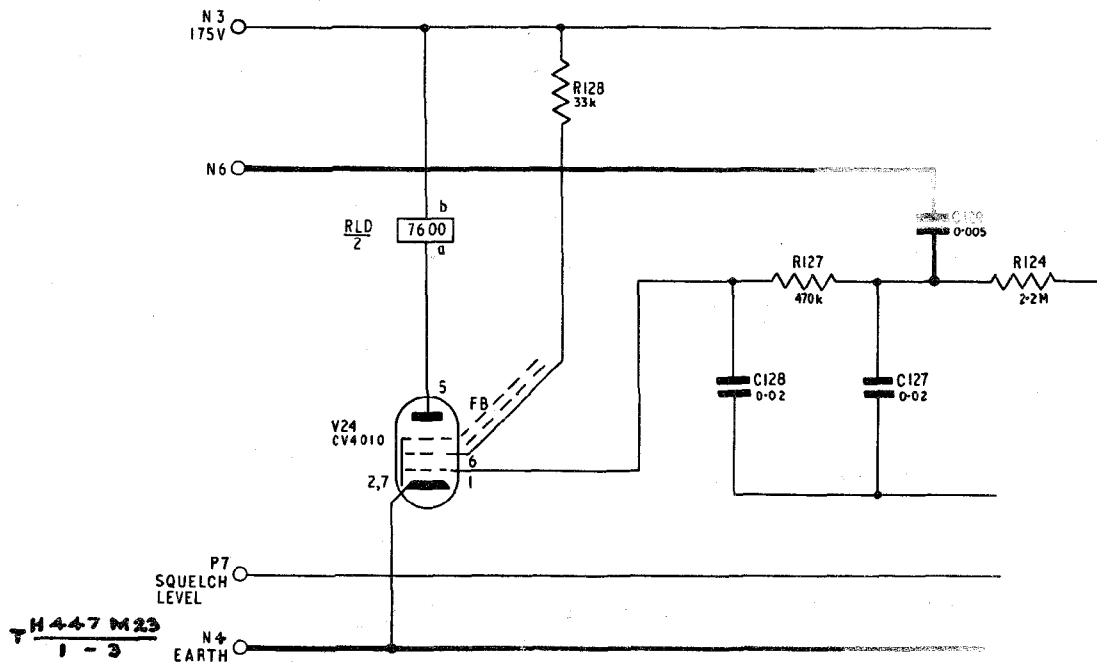 N3
175V
R128
33k
N6
b
RLD
2
7600
a
C129
0·005
R127
470k
R124
2·2M
5
FB
V24
CV4010
6
1
2,7
C128
0·02
C127
0·02
P7
SQUELCH
LEVEL
T H447 M23
1 - 3
N4
EARTH